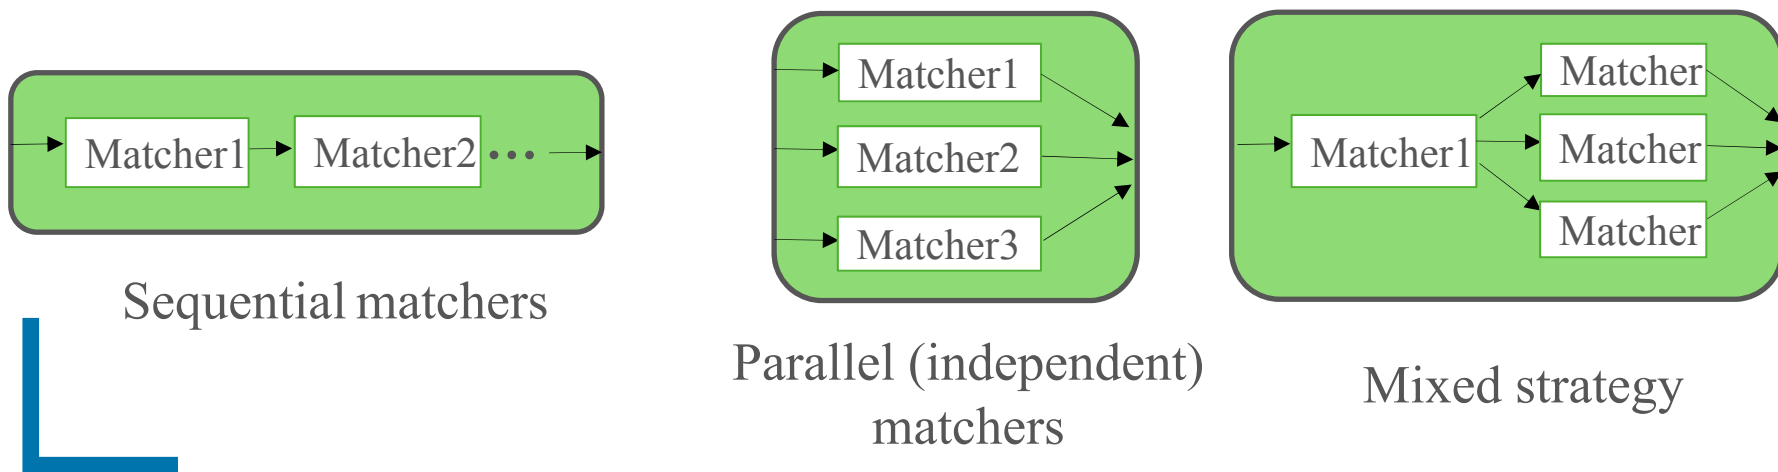 Matcher1
Matcher2 ...
Sequential matchers
Matcher1
Matcher2
Matcher3
Parallel (independent)
matchers
Matcher1
Matcher
Matcher
Matcher
Mixed strategy